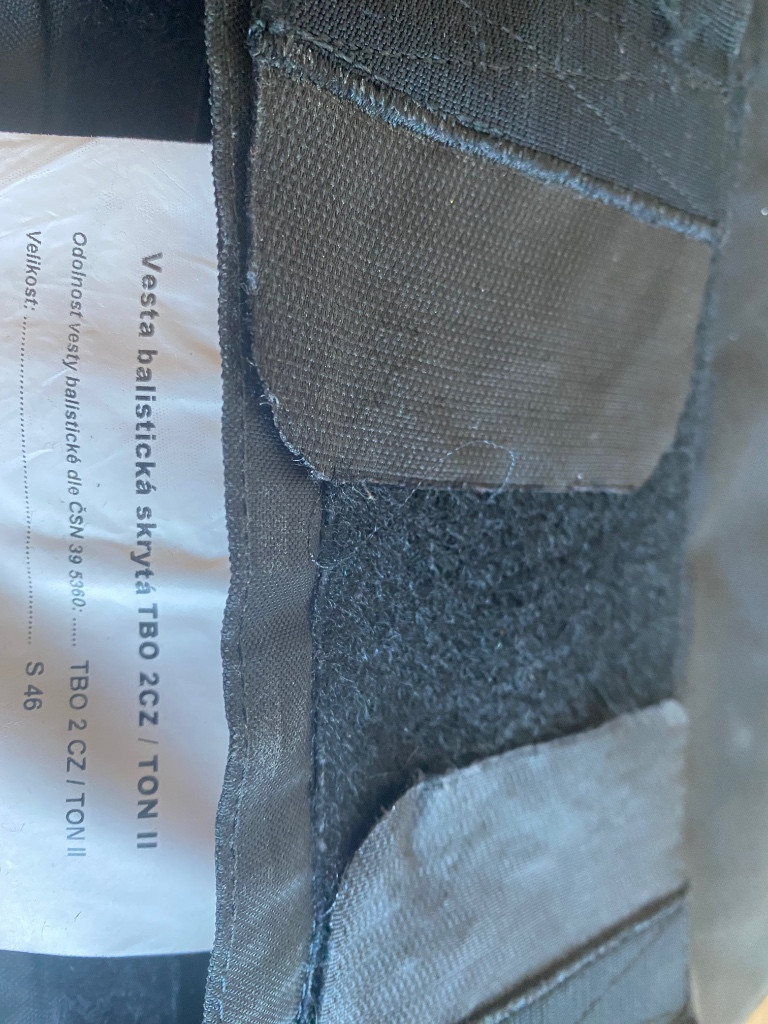 Vesta balistická skrytá TBO 2CZ / TON II
Odolnost vesty balistické dle ČSN 39 5360: ...... TBO 2 CZ / TON II
Velikost: ........................................................... S 46